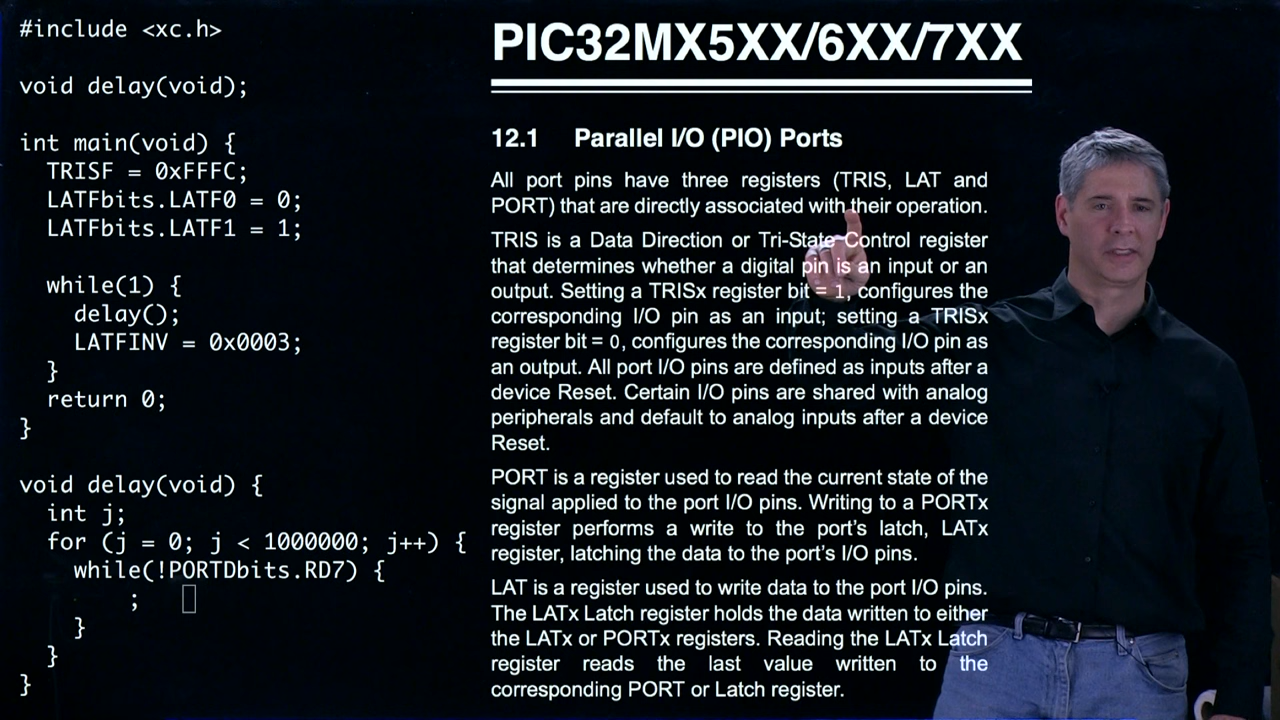 #include <xc.h>
void delay(void);
int main(void) {
TRISF = 0xFFFC;
LATFbits.LATF0 = 0;
LATFbits.LATF1 = 1;
while(1) {
delay();
LATFINV = 0x0003;
}
return 0;
}
void delay(void) {
int j;
for (j = 0; j < 1000000; j++) {
while(!PORTDbits.RD7) {
;
}
}
}
PIC32MX5XX/6XX/7XX
12.1 Parallel I/O (PIO) Ports
All port pins have three registers (TRIS, LAT and
PORT) that are directly associated with their operation.
TRIS is a Data Direction or Tri-State Control register
that determines whether a digital pin is an input or an
output. Setting a TRISx register bit = 1, configures the
corresponding I/O pin as an input; setting a TRISx
register bit = 0, configures the corresponding I/O pin as
an output. All port I/O pins are defined as inputs after a
device Reset. Certain I/O pins are shared with analog
peripherals and default to analog inputs after a device
Reset.
PORT is a register used to read the current state of the
signal applied to the port I/O pins. Writing to a PORTx
register performs a write to the port's latch, LATx
register, latching the data to the port's I/O pins.
LAT is a register used to write data to the port I/O pins.
The LATx Latch register holds the data written to either
the LATx or PORTx registers. Reading the LATx Latch
register reads the last value written to the
corresponding PORT or Latch register.